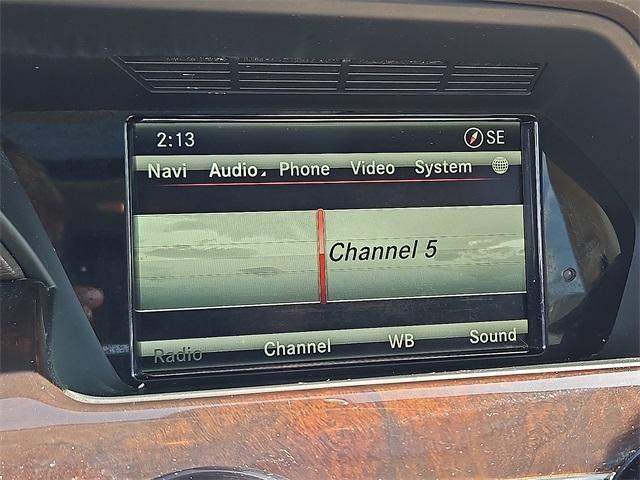 2:13 SE
Navi Audio Phone Video System
Channel 5
Radio Channel WB Sound